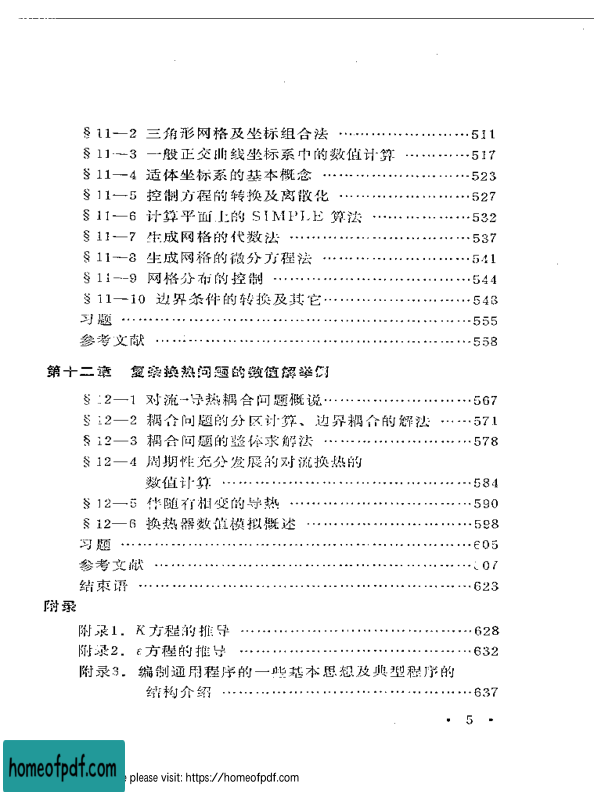 § 11—2 三角形网格及坐标组合法 ……………………511
§ 11—3 一般正交曲线坐标系中的数值计算 …………517
§ 11—4 适体坐标系的基本概念 ………………………523
§ 11—5 控制方程的转换及离散化 ……………………527
§ 11—6 计算平面上的 SIMPLE 算法 ………………532
§ 11—7 生成网格的代数法 ……………………………537
§ 11—8 生成网格的微分方程法 ………………………541
§ 11—9 网格分布的控制 ………………………………544
§ 11—10 边界条件的转换及其它………………………548
习题 ……………………………………………………555
参考文献 ………………………………………………558
第十二章 复杂换热问题的数值解举例
§ 12—1 对流-导热耦合问题概说………………………567
§ 12—2 耦合问题的分区计算、边界耦合的解法 ……571
§ 12—3 耦合问题的整体求解法 ………………………578
§ 12—4 周期性充分发展的对流换热的
数值计算 ………………………………………584
§ 12—5 伴随有相变的导热 ……………………………590
§ 12—6 换热器数值模拟概述 …………………………598
习题 ……………………………………………………605
参考文献 ………………………………………………07
结束语 …………………………………………………623
附录
附录1. K方程的推导 …………………………………628
附录2. ε方程的推导 …………………………………632
附录3. 编制通用程序的一些基本思想及典型程序的
结构介绍 ………………………………………637
• 5 •
homeofpdf.com
please visit: https://homeofpdf.com